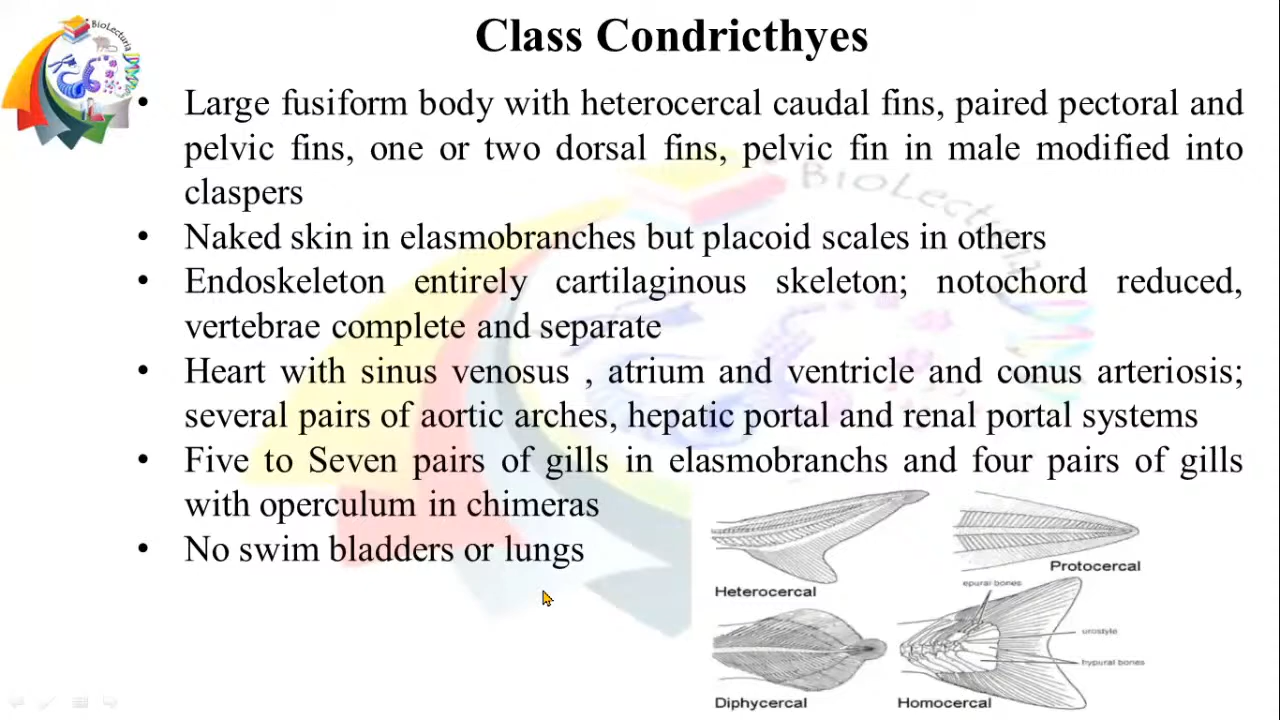 BioLecturia
Class Condricthyes
• Large fusiform body with heterocercal caudal fins, paired pectoral and
pelvic fins, one or two dorsal fins, pelvic fin in male modified into
claspers
• Naked skin in elasmobranches but placoid scales in others
• Endoskeleton entirely cartilaginous skeleton; notochord reduced,
vertebrae complete and separate
• Heart with sinus venosus , atrium and ventricle and conus arteriosis;
several pairs of aortic arches, hepatic portal and renal portal systems
• Five to Seven pairs of gills in elasmobranchs and four pairs of gills
with operculum in chimeras
• No swim bladders or lungs
BioLecturia
Heterocercal
Protocercal
epural bones
urostyle
hypural bones
Diphycercal
Homocercal